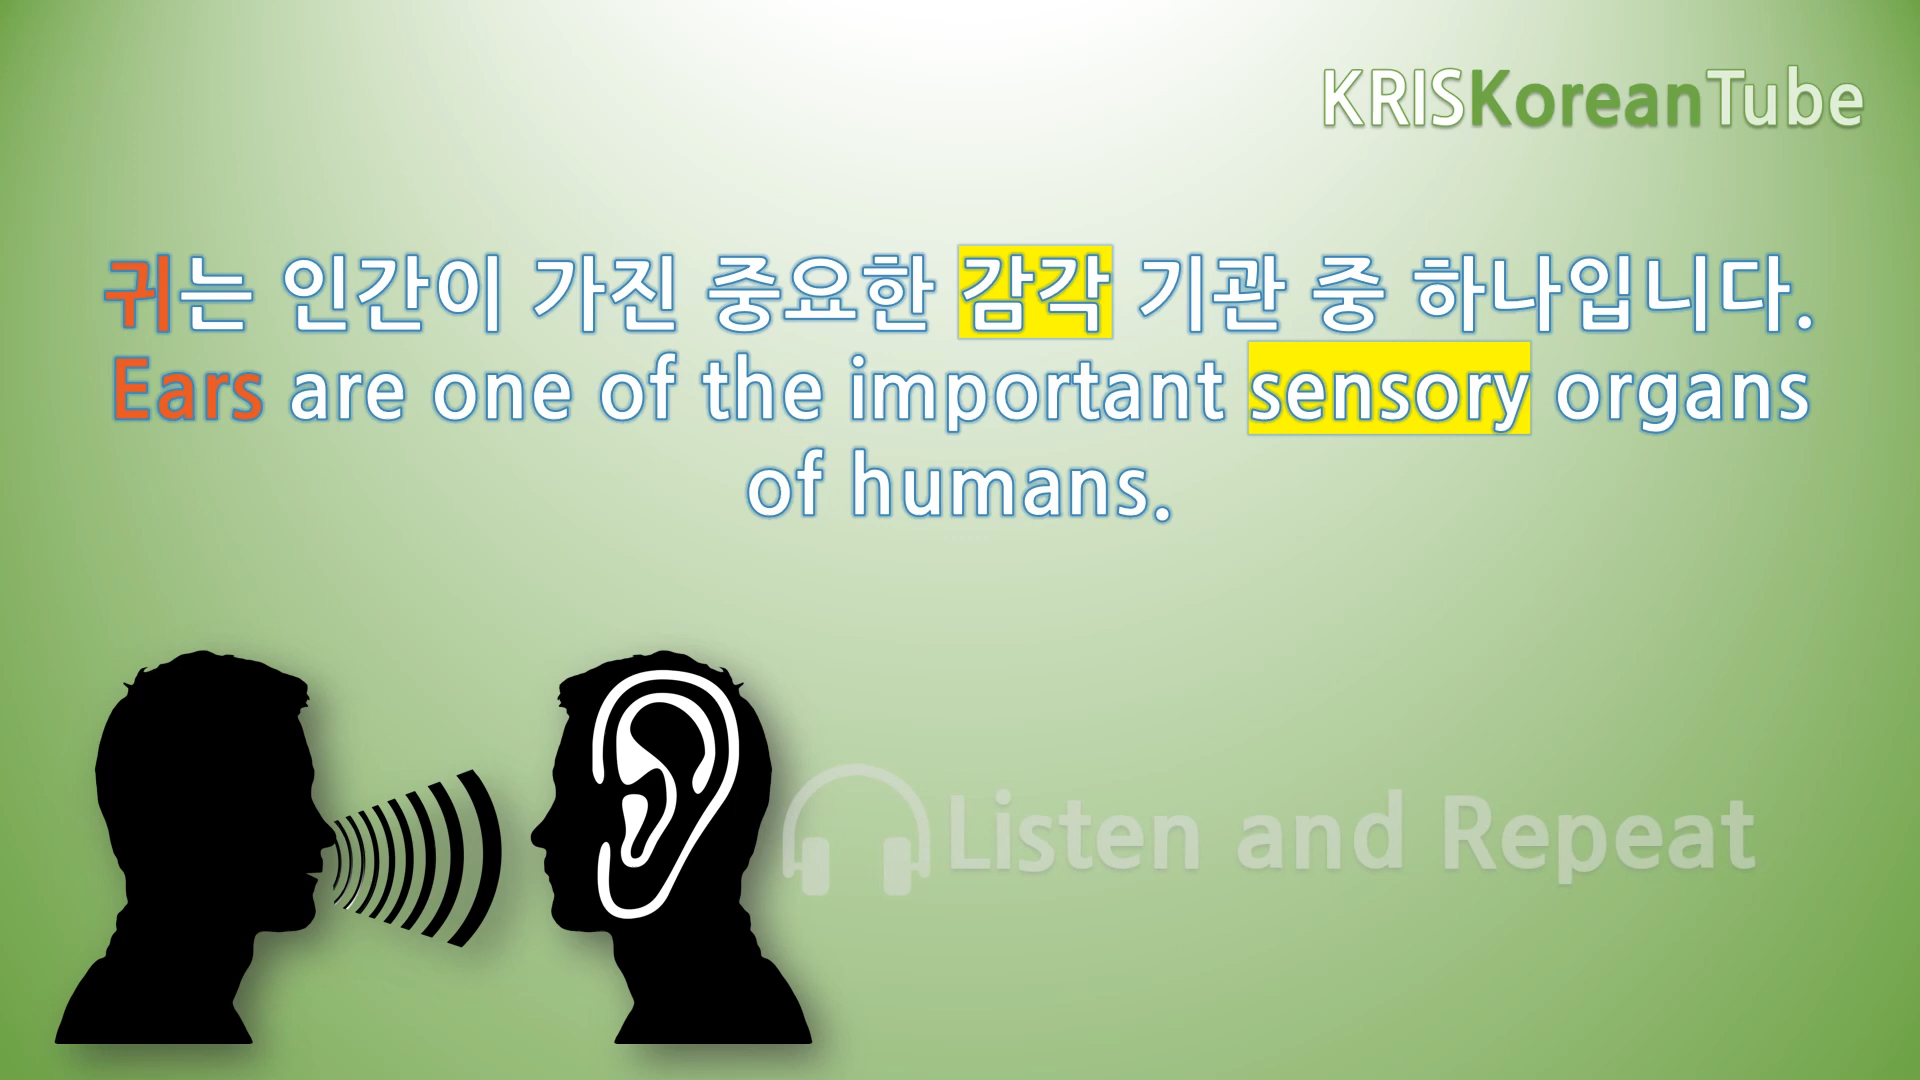 KRISKoreanTube
귀는 인간이 가진 중요한 감각 기관 중 하나입니다.
Ears are one of the important sensory organs
of humans.
Listen and Repeat